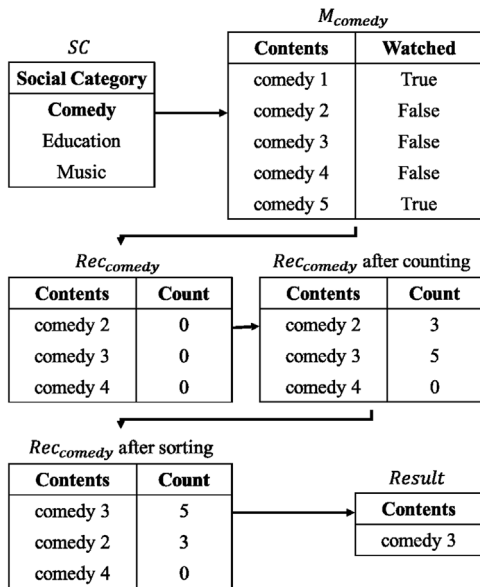 SC
Social Category
Comedy
Education
Music
M_comedy
Contents Watched
comedy 1 True
comedy 2 False
comedy 3 False
comedy 4 False
comedy 5 True
Rec_comedy
Contents Count
comedy 2 0
comedy 3 0
comedy 4 0
Rec_comedy after counting
Contents Count
comedy 2 3
comedy 3 5
comedy 4 0
Rec_comedy after sorting
Contents Count
comedy 3 5
comedy 2 3
comedy 4 0
Result
Contents
comedy 3